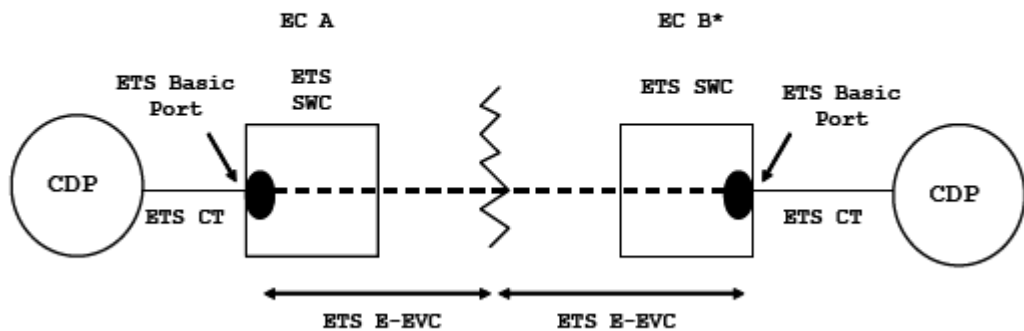 EC A
EC B*
ETS Basic
Port
ETS
SWC
ETS SWC
ETS Basic
Port
CDP
CDP
ETS CT
ETS CT
ETS E-EVC
ETS E-EVC